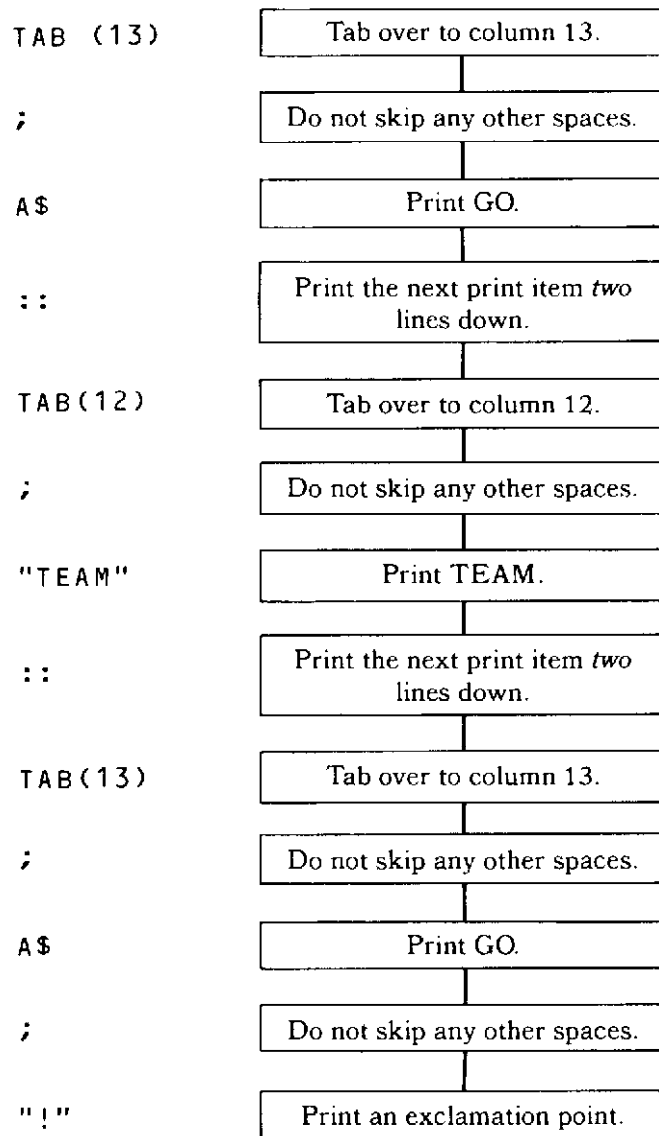 TAB (13) Tab over to column 13.
; Do not skip any other spaces.
A$ Print GO.
:: Print the next print item two
lines down.
TAB(12) Tab over to column 12.
; Do not skip any other spaces.
"TEAM" Print TEAM.
:: Print the next print item two
lines down.
TAB(13) Tab over to column 13.
; Do not skip any other spaces.
A$ Print GO.
; Do not skip any other spaces.
"!" Print an exclamation point.